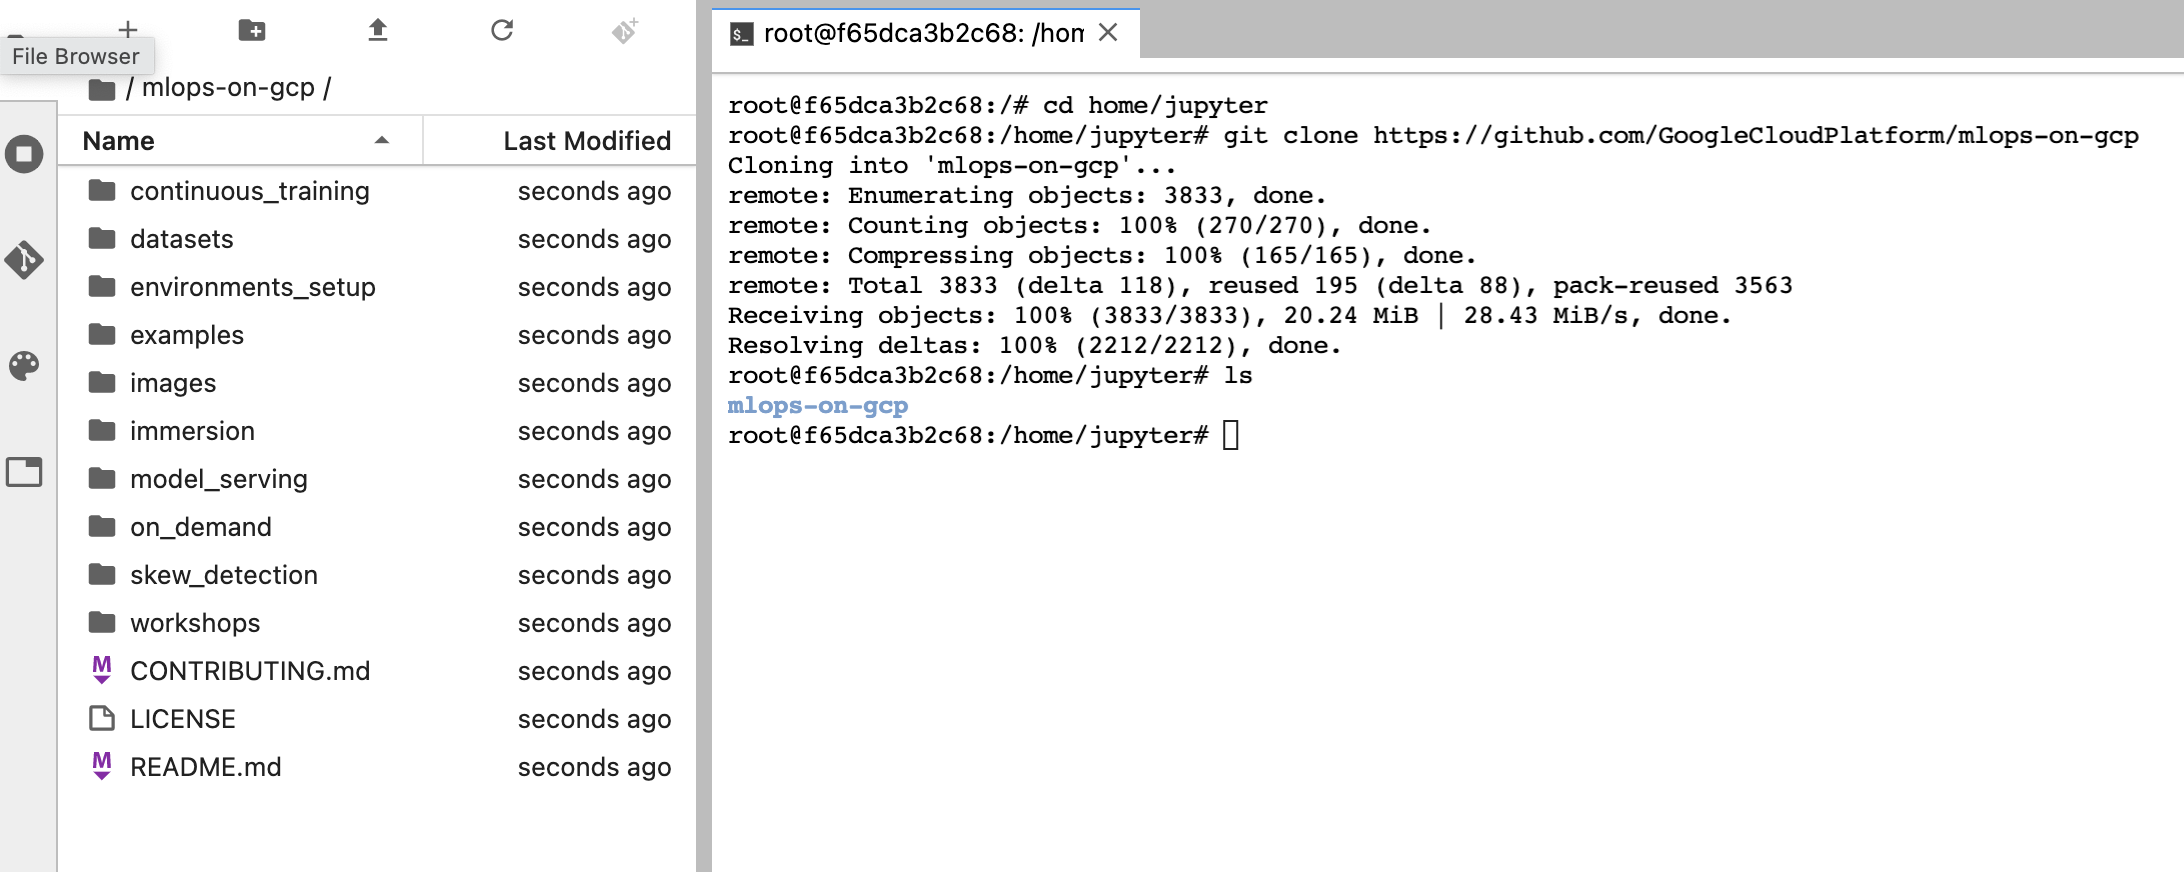 File Browser
/ mlops-on-gcp /
Name Last Modified
continuous_training seconds ago
datasets seconds ago
environments_setup seconds ago
examples seconds ago
images seconds ago
immersion seconds ago
model_serving seconds ago
on_demand seconds ago
skew_detection seconds ago
workshops seconds ago
CONTRIBUTING.md seconds ago
LICENSE seconds ago
README.md seconds ago
$_ root@f65dca3b2c68: /hom
root@f65dca3b2c68:/# cd home/jupyter
root@f65dca3b2c68:/home/jupyter# git clone https://github.com/GoogleCloudPlatform/mlops-on-gcp
Cloning into 'mlops-on-gcp'...
remote: Enumerating objects: 3833, done.
remote: Counting objects: 100% (270/270), done.
remote: Compressing objects: 100% (165/165), done.
remote: Total 3833 (delta 118), reused 195 (delta 88), pack-reused 3563
Receiving objects: 100% (3833/3833), 20.24 MiB | 28.43 MiB/s, done.
Resolving deltas: 100% (2212/2212), done.
root@f65dca3b2c68:/home/jupyter# ls
mlops-on-gcp
root@f65dca3b2c68:/home/jupyter#